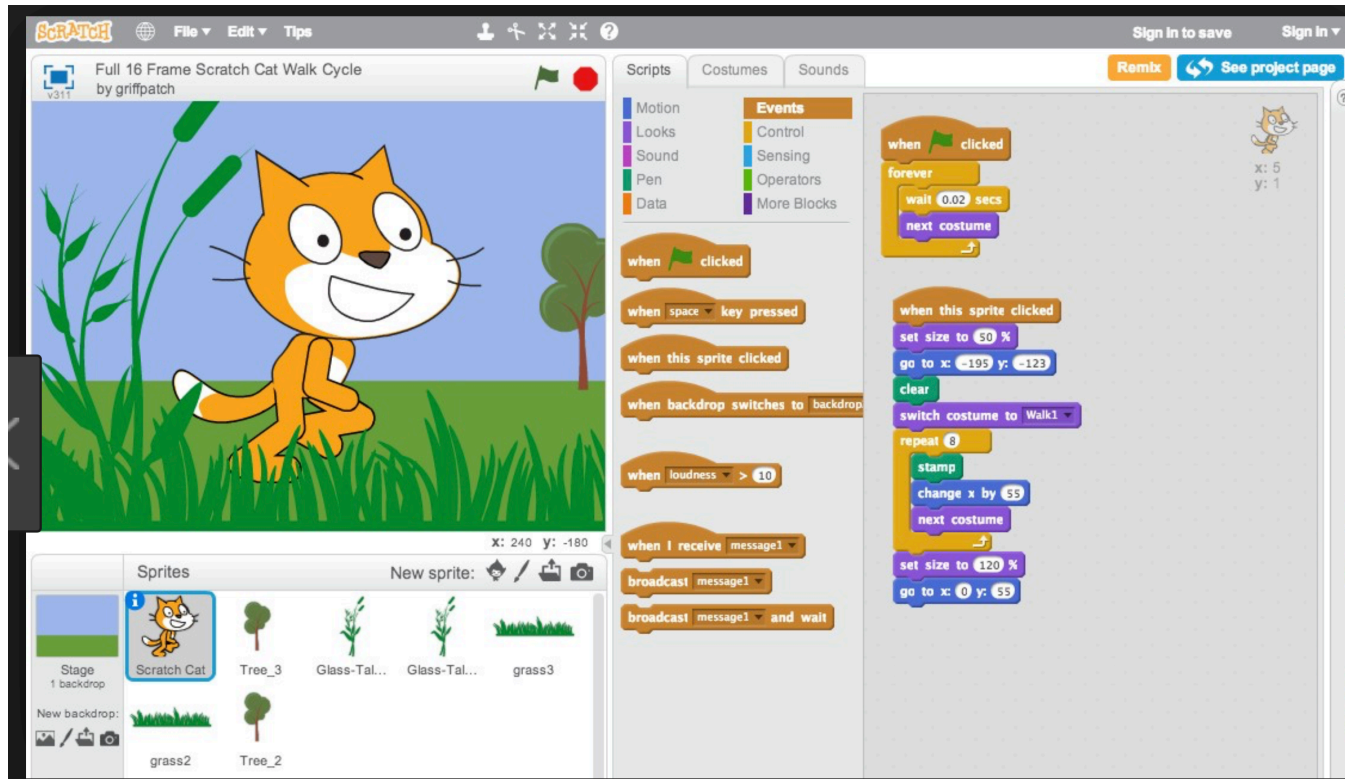 SCRATCH File Edit Tips Sign in to save Sign in
v311
Full 16 Frame Scratch Cat Walk Cycle
by griffpatch
Scripts Costumes Sounds
Remix See project page
Motion Events
Looks Control
Sound Sensing
Pen Operators
Data More Blocks
when clicked
when space key pressed
when this sprite clicked
when backdrop switches to backdrop
when loudness > 10
when I receive message1
broadcast message1
broadcast message1 and wait
when clicked
forever
wait 0.02 secs
next costume
x: 5
y: 1
when this sprite clicked
set size to 50 %
go to x: -195 y: -123
clear
switch costume to Walk1
repeat 8
stamp
change x by 55
next costume
set size to 120 %
go to x: 0 y: 55
X: 240 y: -180
Sprites New sprite:
Stage
1 backdrop
New backdrop:
Scratch Cat Tree_3 Glass-Tal... Glass-Tal... grass3
grass2 Tree_2